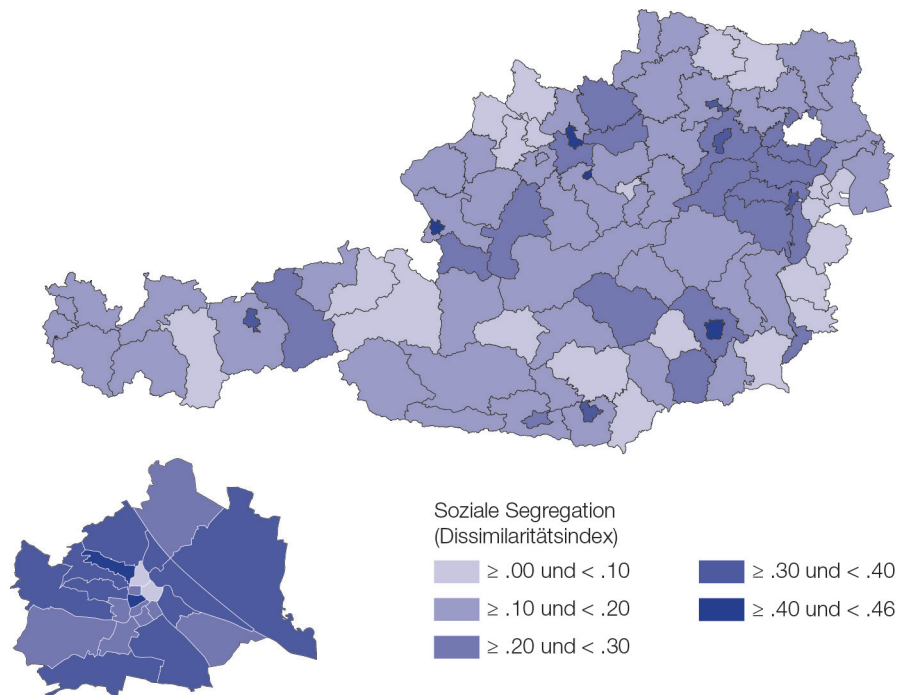 Soziale Segregation
(Dissimilaritätsindex)
≥ .00 und < .10
≥ .10 und < .20
≥ .20 und < .30
≥ .30 und < .40
≥ .40 und < .46